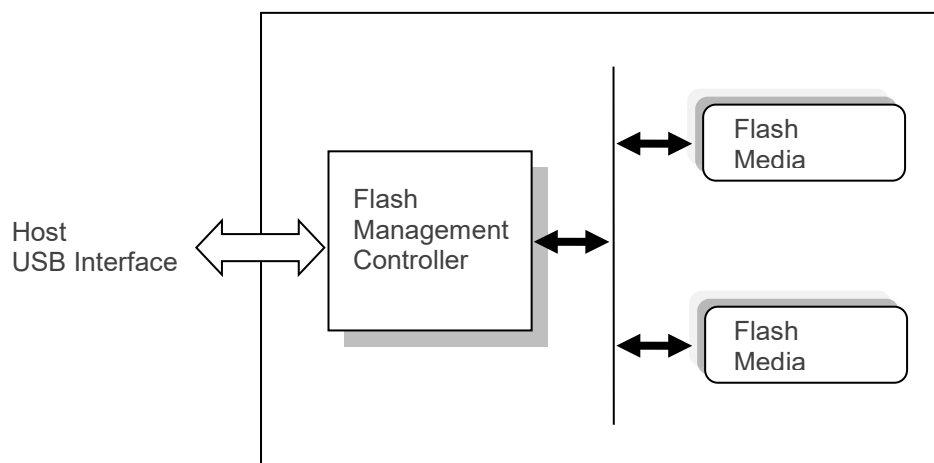 Host
USB Interface
Flash
Management
Controller
Flash
Media
Flash
Media